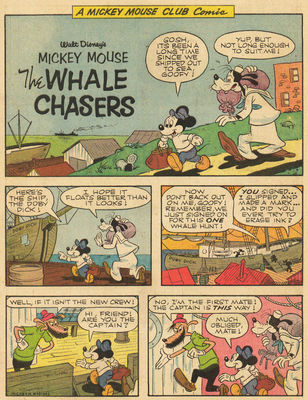 A MICKEY MOUSE CLUB Comic
Walt Disney's
MICKEY MOUSE
The WHALE
CHASERS
GOSH,
IT'S BEEN A
LONG TIME
SINCE WE
SHIPPED OUT
TO SEA,
GOOFY!
YUP, BUT
NOT LONG ENOUGH
TO SUIT ME!
HERE'S
THE SHIP,
THE DOBY
DICK!
I HOPE IT
FLOATS BETTER THAN
IT LOOKS!
NOW
DON'T BACK OUT
ON ME, GOOFY!
REMEMBER, WE
JUST SIGNED ON
FOR THIS ONE
WHALE HUNT!
YOU SIGNED...
I SLIPPED AND
MADE A MARK...
AND DID YOU
EVER TRY TO
ERASE INK?
WELL, IF IT ISN'T THE NEW CREW!
HI, FRIEND!
ARE YOU THE
CAPTAIN?
NO, I'M THE FIRST MATE!
THE CAPTAIN IS THIS WAY!
MUCH
OBLIGED,
MATE!